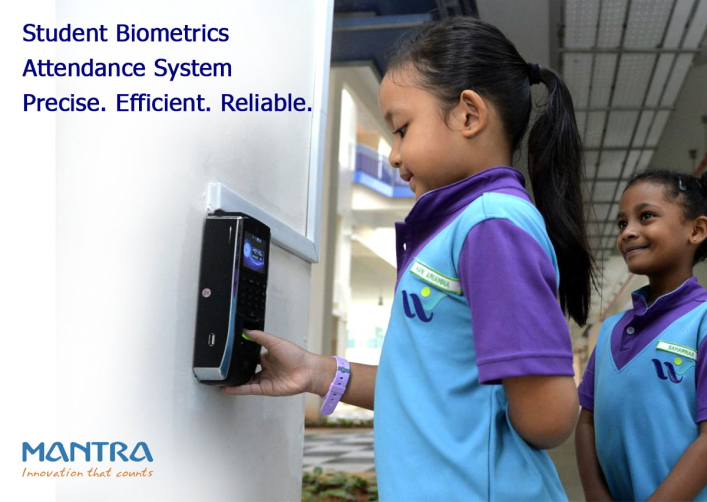 Student Biometrics
Attendance System
Precise. Efficient. Reliable.
MANTRA
Innovation that counts